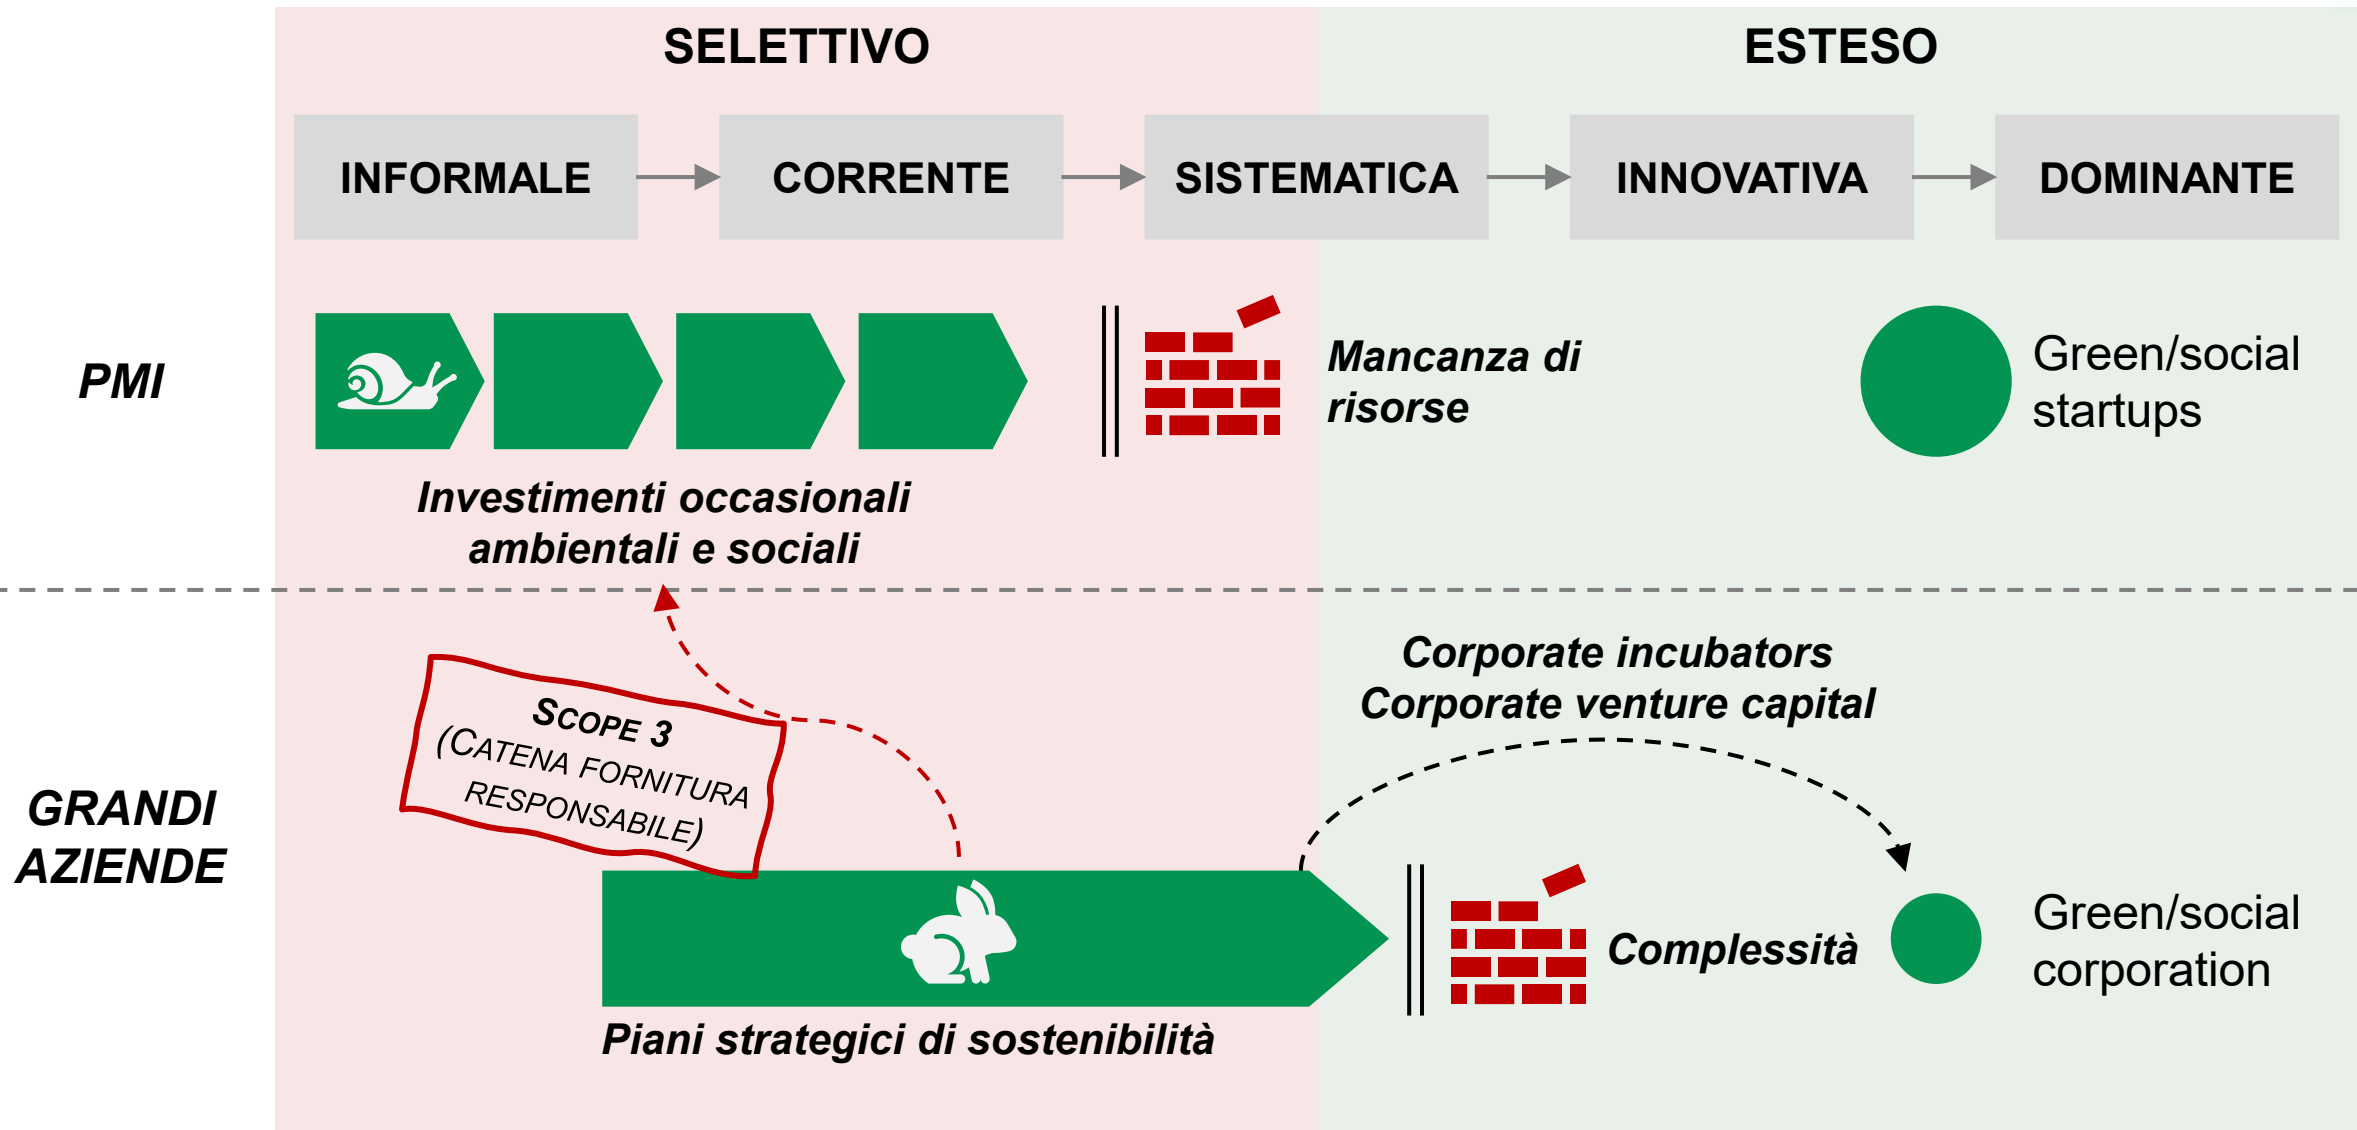 SELETTIVO
ESTESO
INFORMALE
CORRENTE
SISTEMATICA
INNOVATIVA
DOMINANTE
PMI
Mancanza di
risorse
Green/social
startups
Investimenti occasionali
ambientali e sociali
GRANDI
AZIENDE
SCOPE 3
(CATENA FORNITURA
RESPONSABILE)
Corporate incubators
Corporate venture capital
Complessità
Green/social
corporation
Piani strategici di sostenibilità